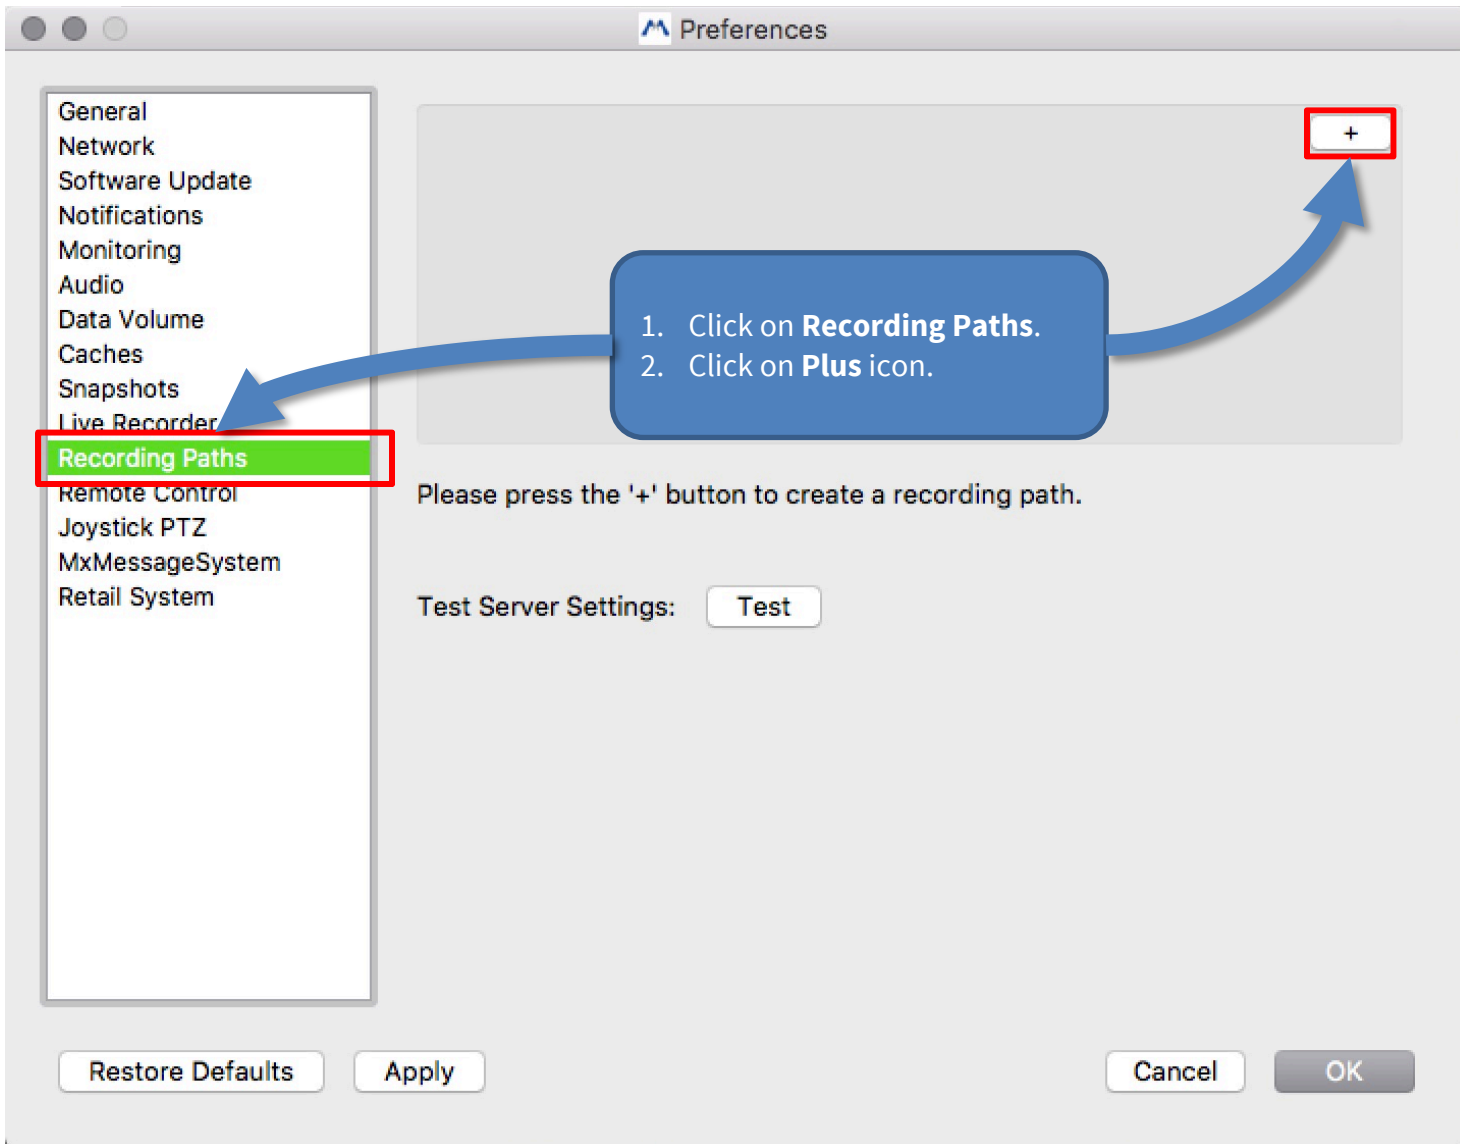 Preferences
General
Network
Software Update
Notifications
Monitoring
Audio
Data Volume
Caches
Snapshots
Live Recorder
Recording Paths
Remote Control
Joystick PTZ
MxMessageSystem
Retail System
+
1. Click on Recording Paths.
2. Click on Plus icon.
Please press the '+' button to create a recording path.
Test Server Settings: Test
Restore Defaults Apply Cancel OK